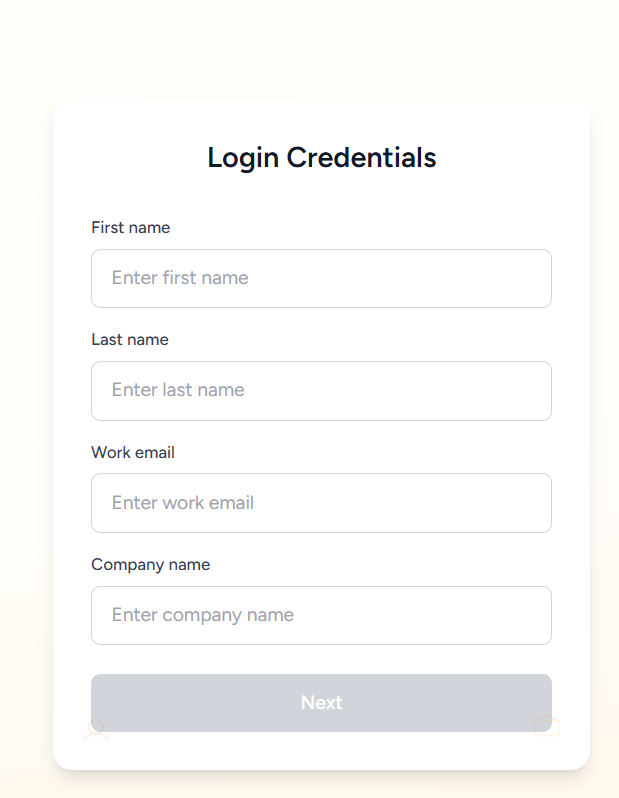 Login Credentials
First name
Enter first name
Last name
Enter last name
Work email
Enter work email
Company name
Enter company name
Next